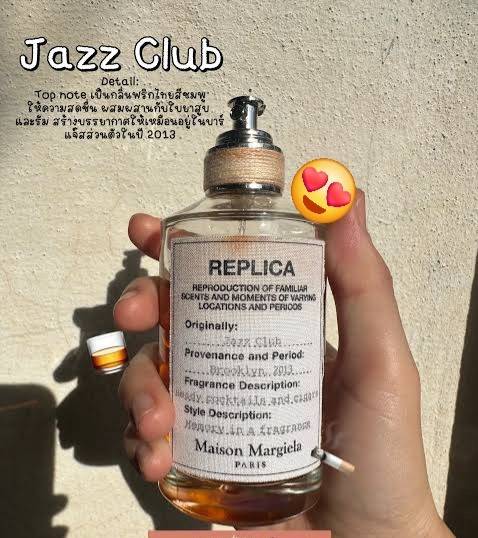 Jazz Club
Detail:
Top note เป็นกลิ่นพริกไทยสีชมพู
ให้ความสดชื่น ผสมผสานกับใบยาสูบ
และรัม สร้างบรรยากาศให้เหมือนอยู่ในบาร์
แจ๊สส่วนตัวในปี 2013 .
REPLICA
REPRODUCTION OF FAMILIAR
SCENTS AND MOMENTS OF VARYING
LOCATIONS AND PERIODS
Originally:
Jazz Club
Provenance and Period:
Brooklyn, 2013
Fragrance Description:
Heady cocktails and cigars
Style Description:
Memory in a fragrance
Maison Margiela
PARIS